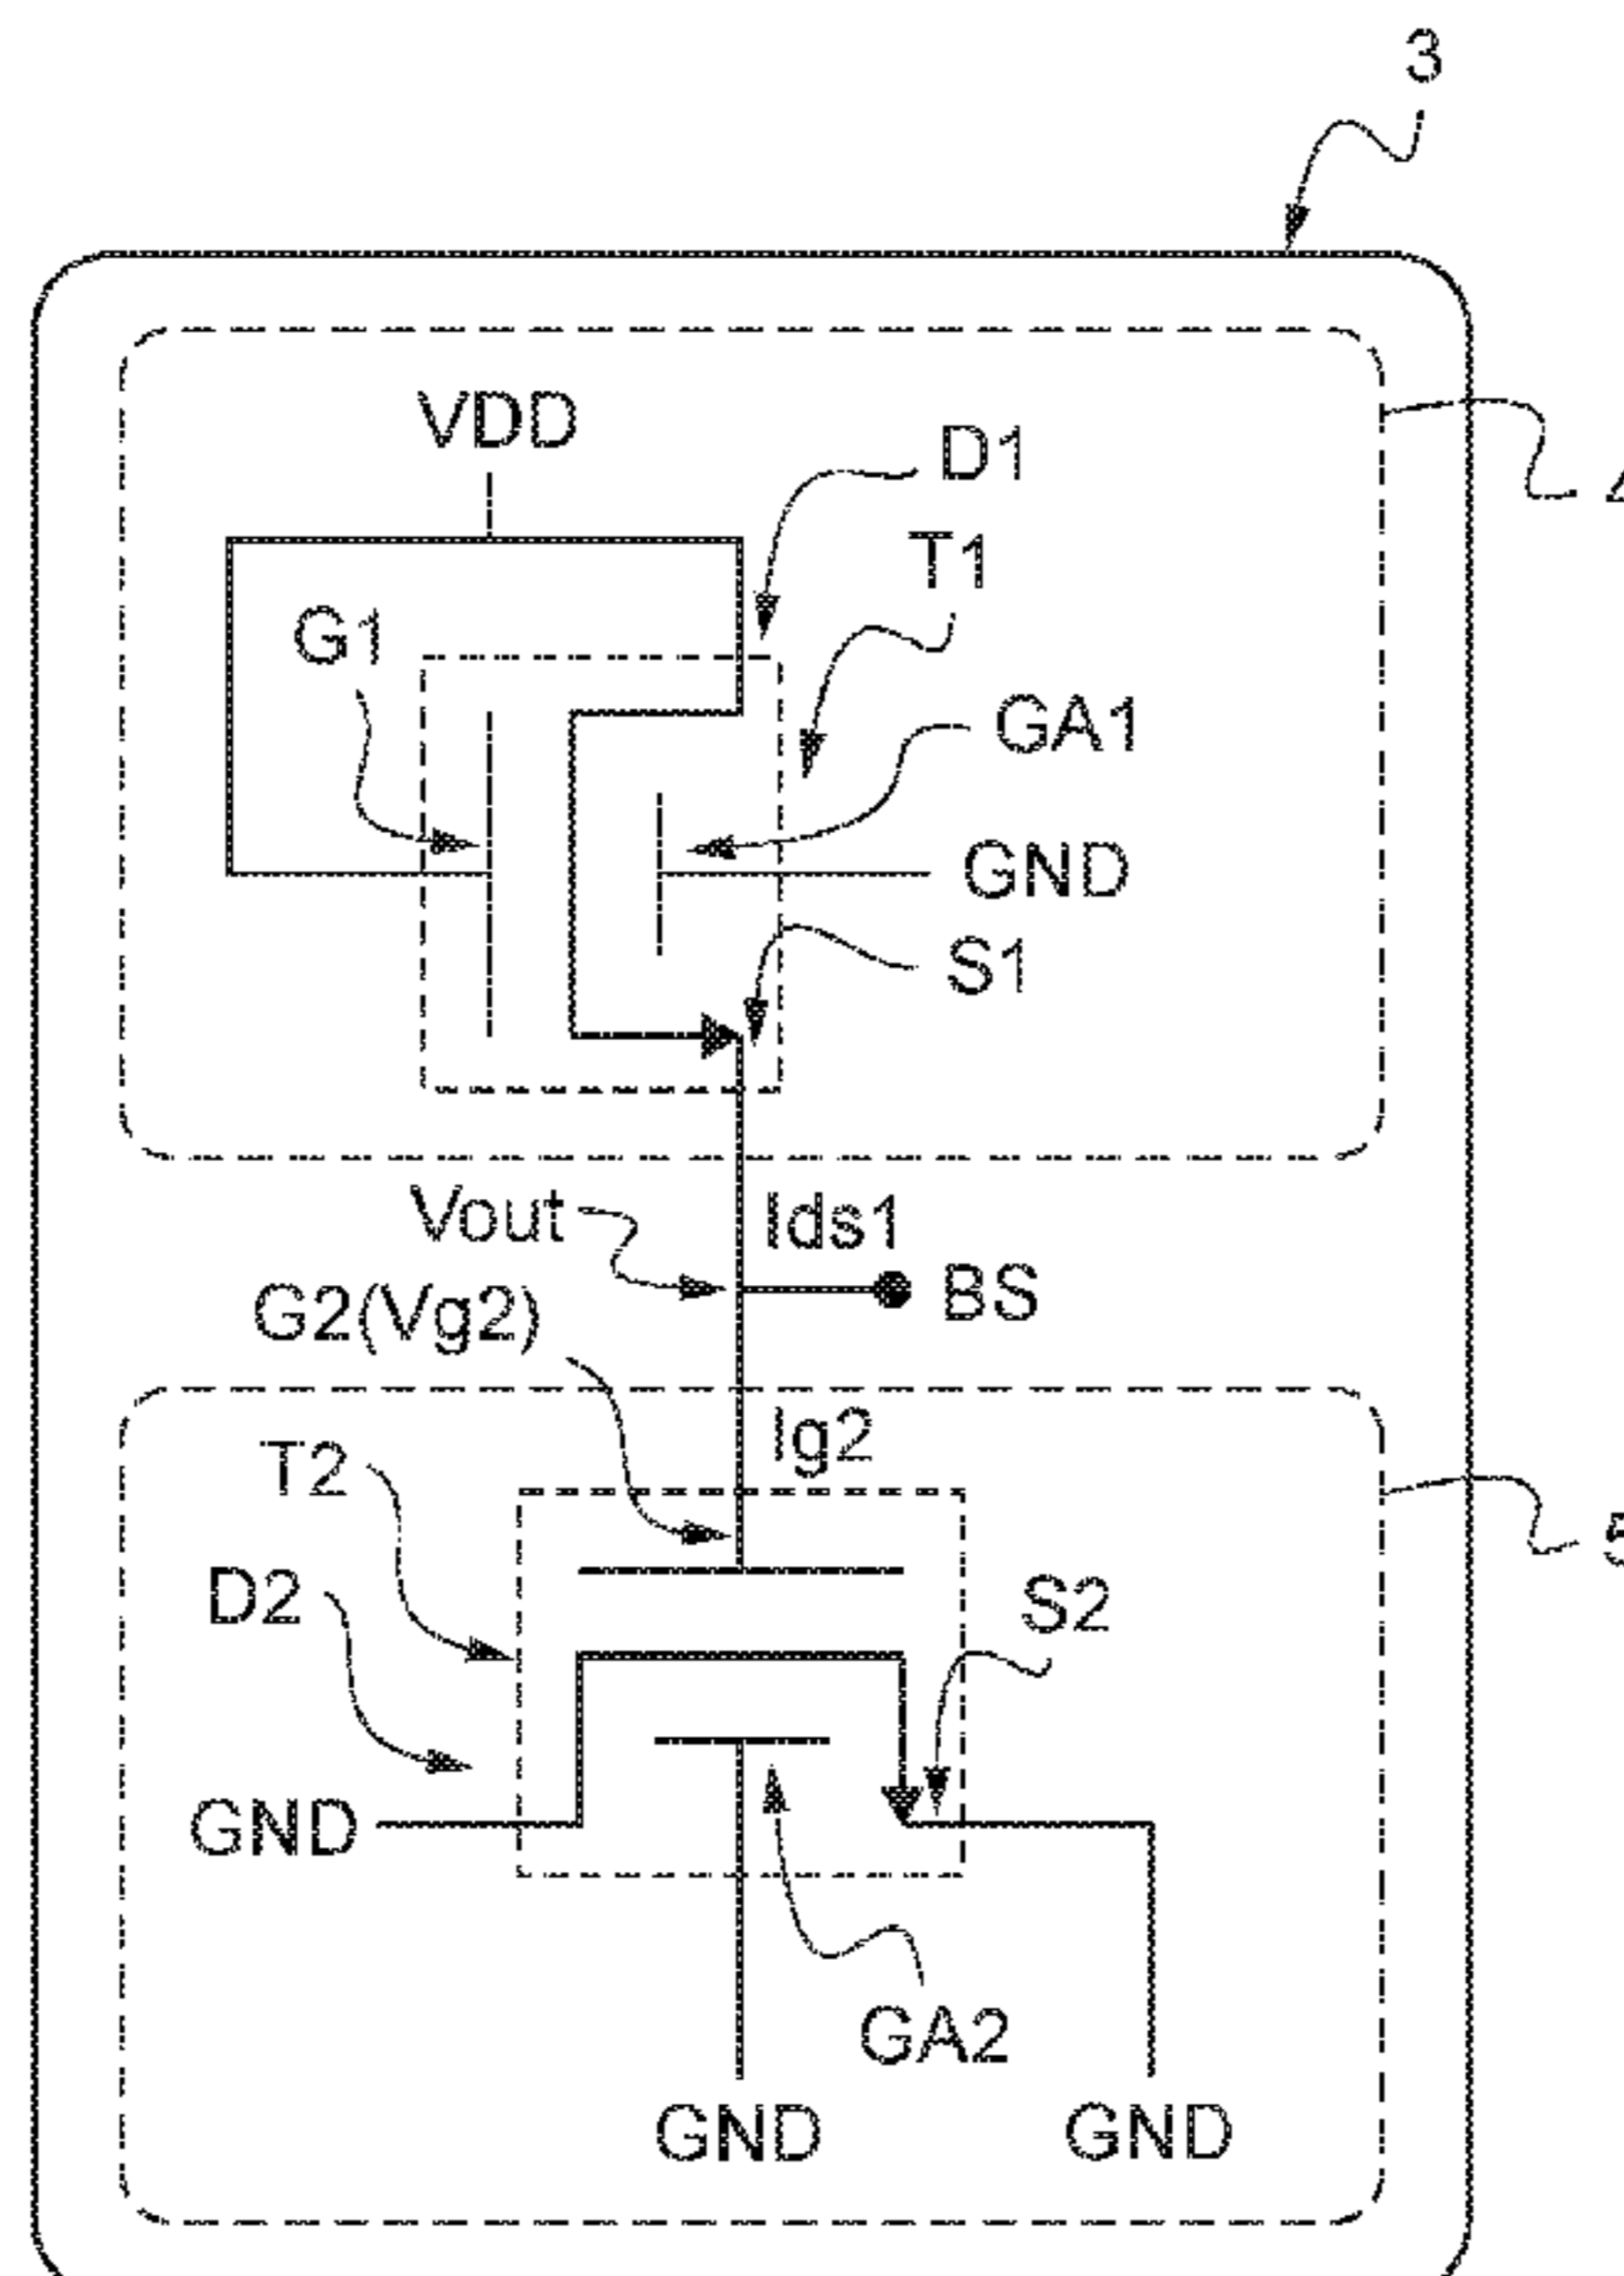 3
VDD
D1
T1
G1
GA1
GND
S1
Vout
Ids1
BS
G2(Vg2)
Ig2
T2
D2
S2
GND
GA2
GND
GND